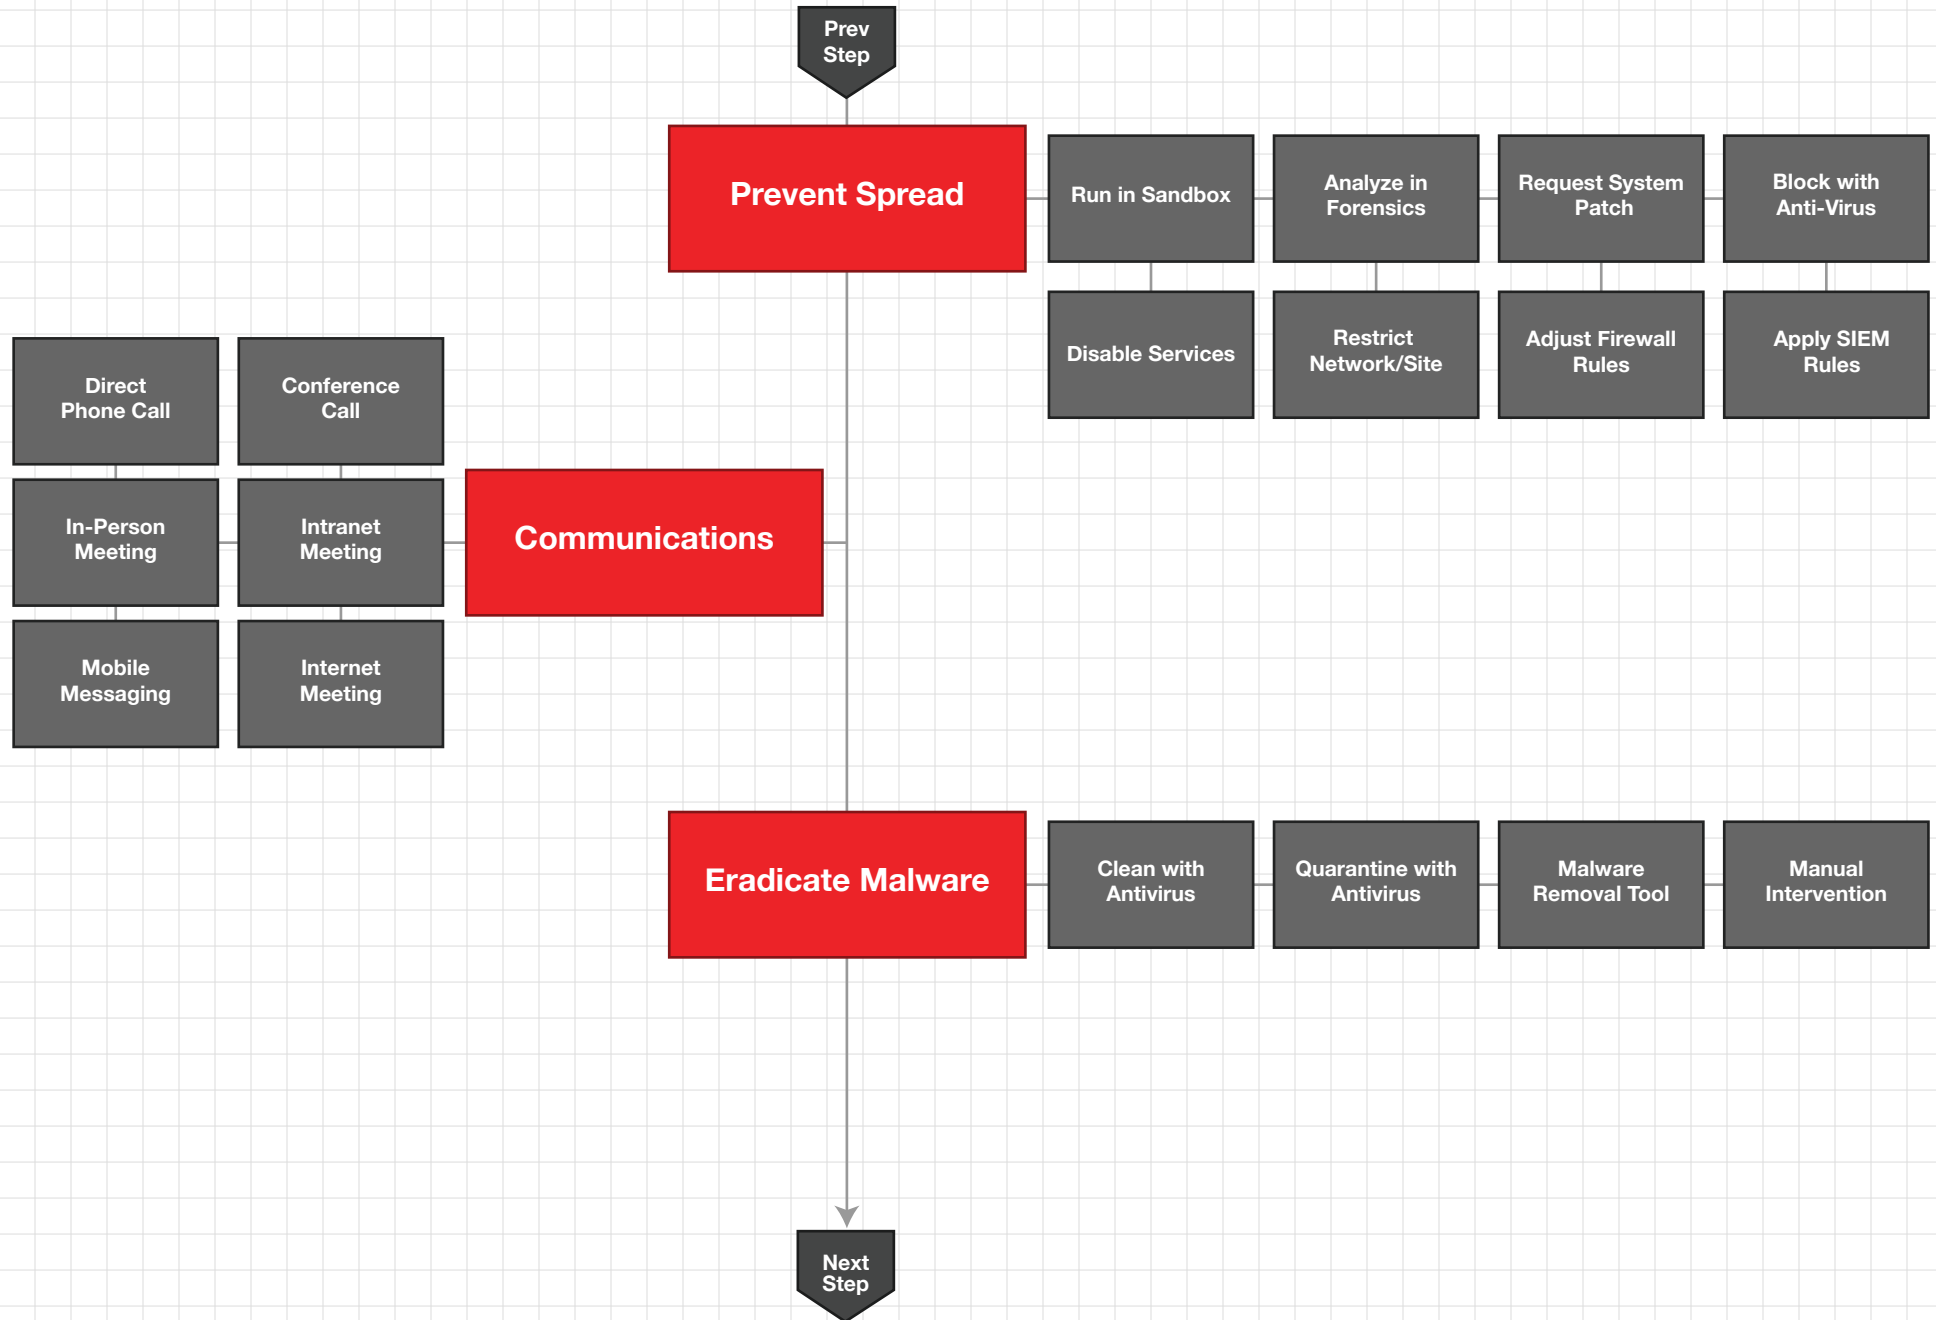 Prev
Step
Prevent Spread
Run in Sandbox
Analyze in
Forensics
Request System
Patch
Block with
Anti-Virus
Disable Services
Restrict
Network/Site
Adjust Firewall
Rules
Apply SIEM
Rules
Direct
Phone Call
Conference
Call
In-Person
Meeting
Intranet
Meeting
Communications
Mobile
Messaging
Internet
Meeting
Eradicate Malware
Clean with
Antivirus
Quarantine with
Antivirus
Malware
Removal Tool
Manual
Intervention
Next
Step